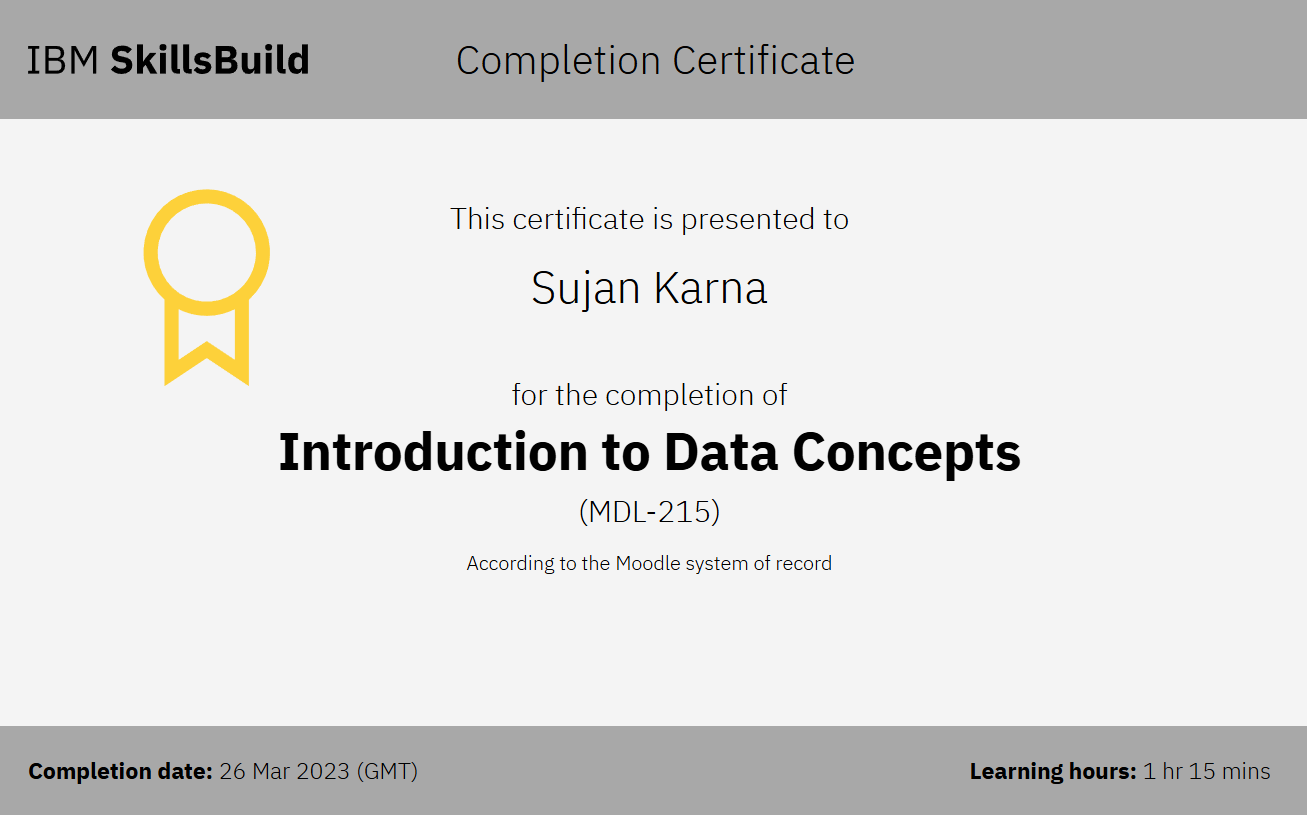 IBM SkillsBuild
Completion Certificate
This certificate is presented to
Sujan Karna
for the completion of
Introduction to Data Concepts
(MDL-215)
According to the Moodle system of record
Completion date: 26 Mar 2023 (GMT)
Learning hours: 1 hr 15 mins